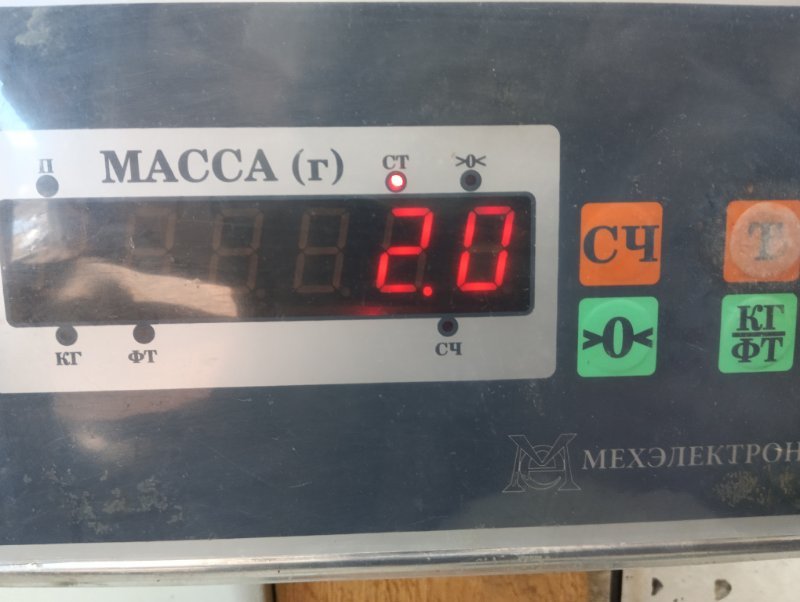 П МАССА (г) СТ >0<
2.0
КГ ФТ СЧ
СЧ Т
>0< КГ/ФТ
МЕХЭЛЕКТРОН